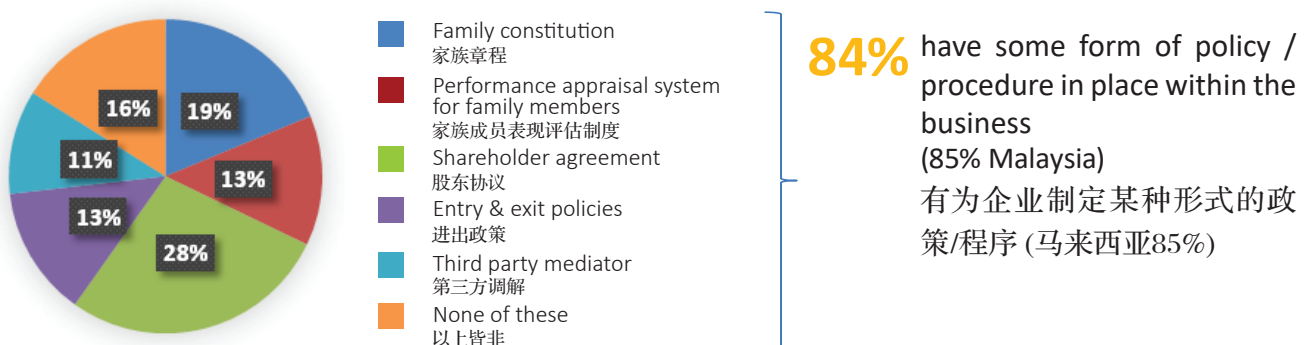 19%
13%
28%
13%
11%
16%
Family constitution
家族章程
Performance appraisal system
for family members
家族成员表现评估制度
Shareholder agreement
股东协议
Entry & exit policies
进出政策
Third party mediator
第三方调解
None of these
以上皆非
84% have some form of policy /
procedure in place within the
business
(85% Malaysia)
有为企业制定某种形式的政
策/程序 (马来西亚85%)